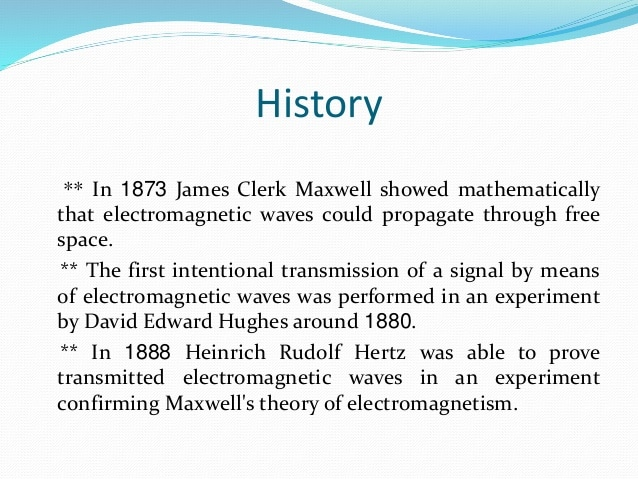 History
** In 1873 James Clerk Maxwell showed mathematically
that electromagnetic waves could propagate through free
space.
** The first intentional transmission of a signal by means
of electromagnetic waves was performed in an experiment
by David Edward Hughes around 1880.
** In 1888 Heinrich Rudolf Hertz was able to prove
transmitted electromagnetic waves in an experiment
confirming Maxwell's theory of electromagnetism.